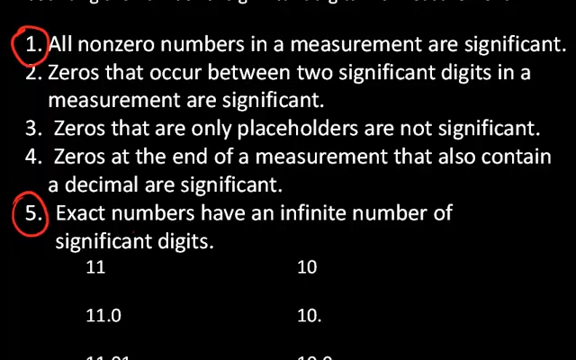 1. All nonzero numbers in a measurement are significant.
2. Zeros that occur between two significant digits in a
measurement are significant.
3. Zeros that are only placeholders are not significant.
4. Zeros at the end of a measurement that also contain
a decimal are significant.
5. Exact numbers have an infinite number of
significant digits.
11 10
11.0 10.